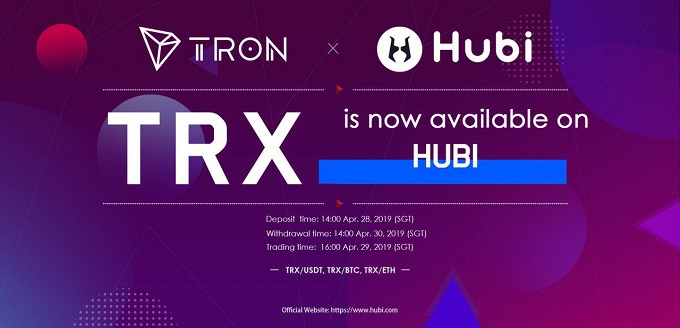 TRON × Hubi
TRX
is now available on
HUBI
Deposit time: 14:00 Apr. 28, 2019 (SGT)
Withdrawal time: 14:00 Apr. 30, 2019 (SGT)
Trading time: 16:00 Apr. 29, 2019 (SGT)
— TRX/USDT, TRX/BTC, TRX/ETH —
Official Website: https://www.hubi.com